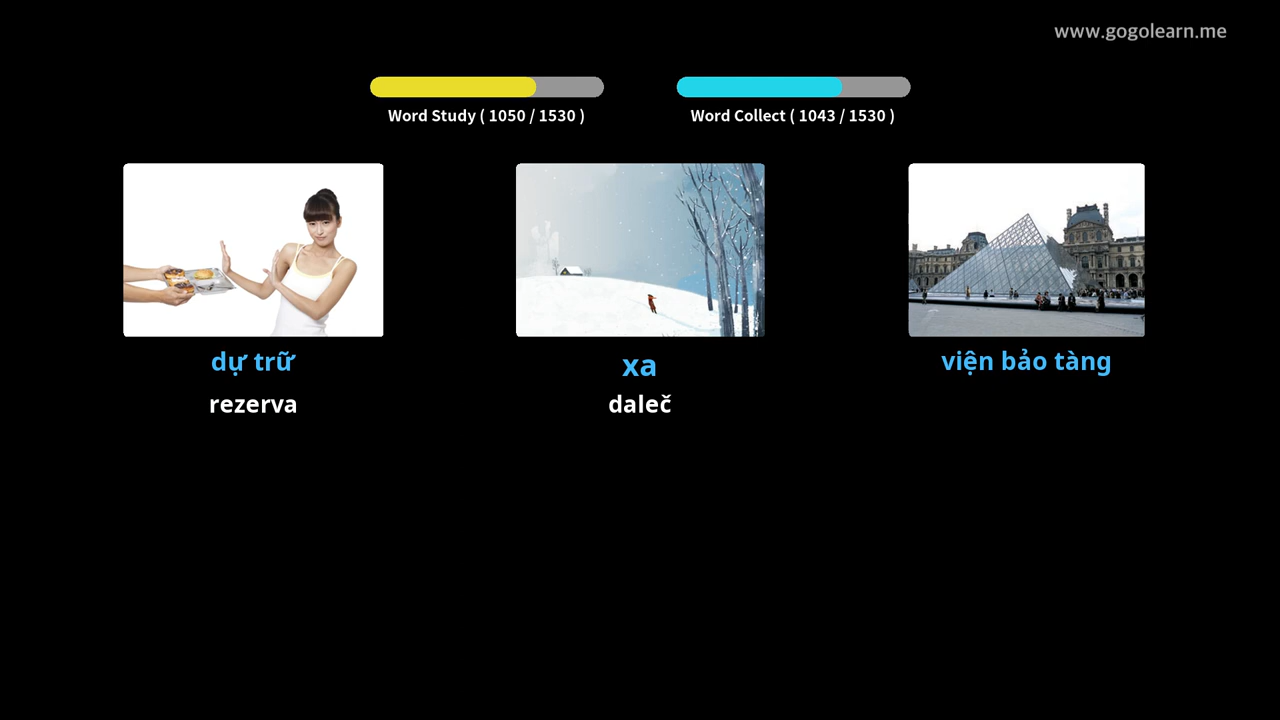 www.gogolearn.me
Word Study ( 1050 / 1530 )
Word Collect ( 1043 / 1530 )
dự trữ
rezerva
xa
daleč
viện bảo tàng